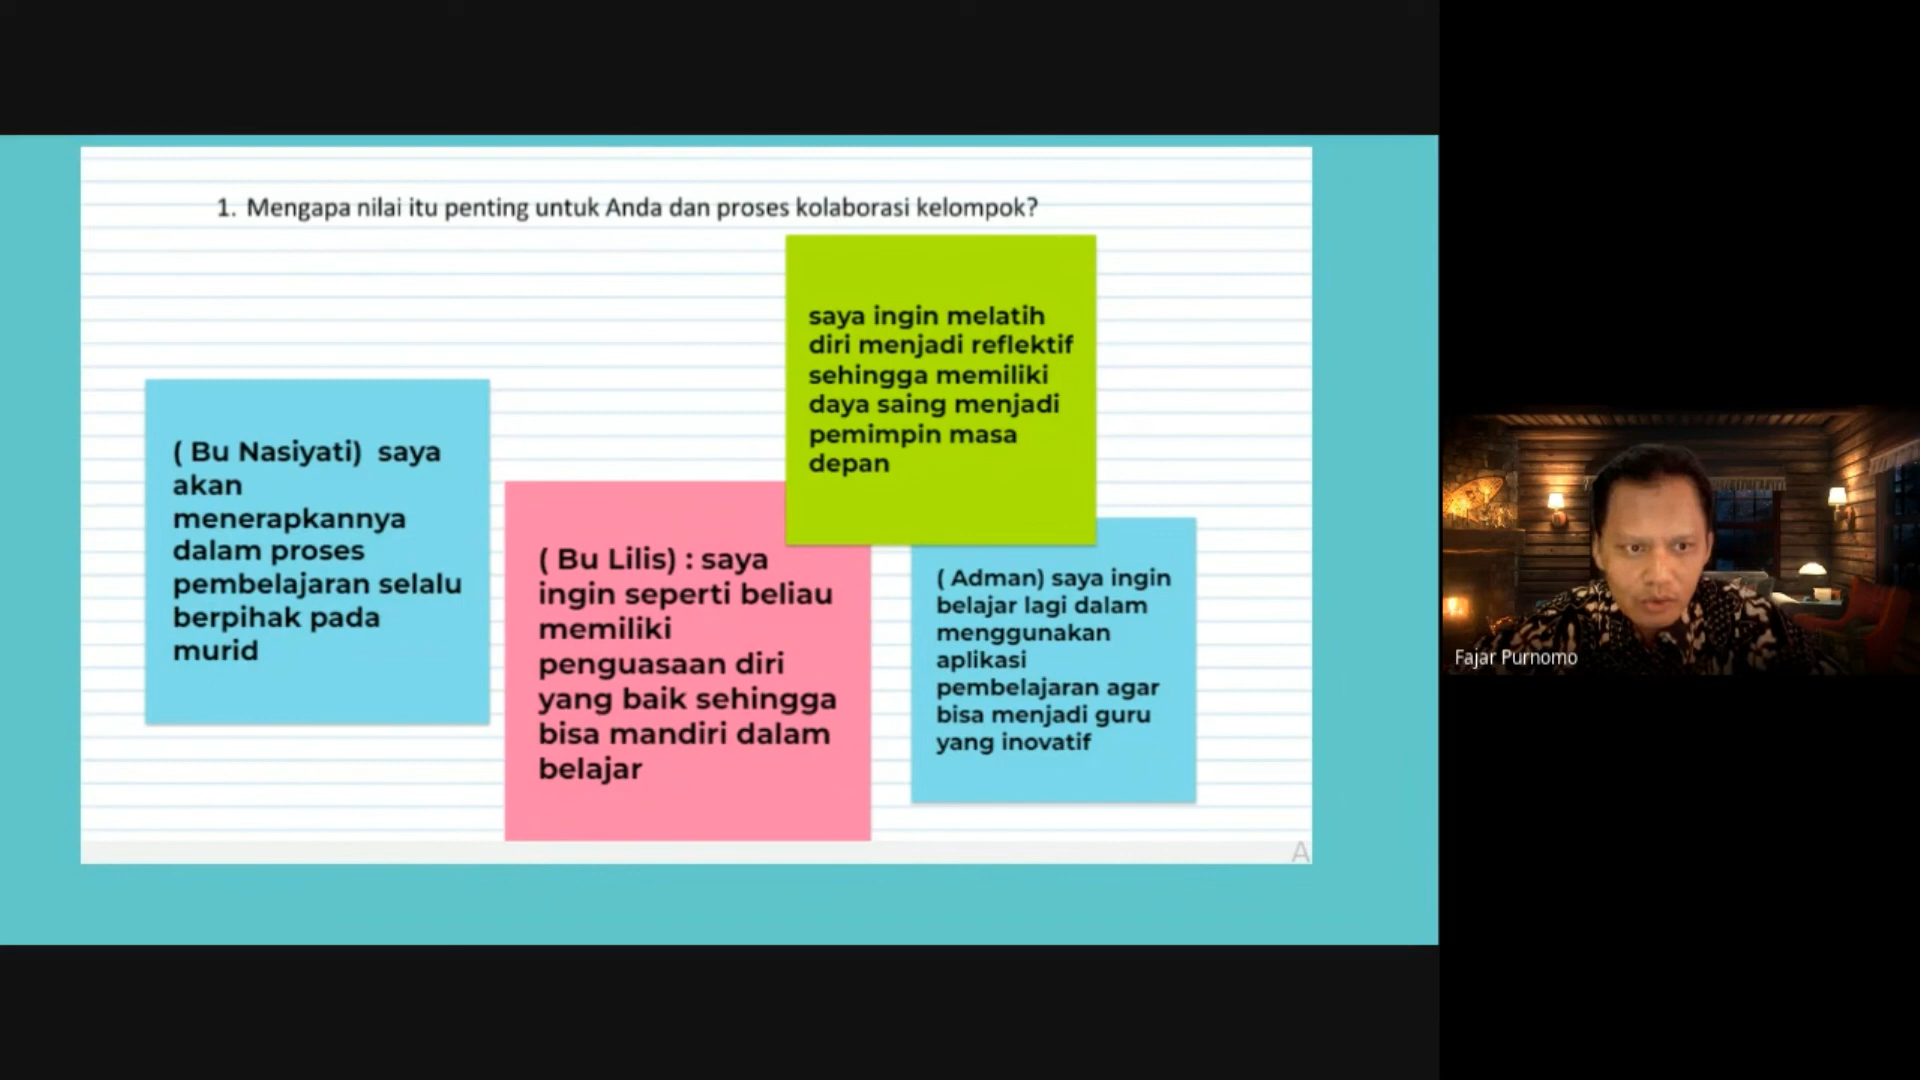 1. Mengapa nilai itu penting untuk Anda dan proses kolaborasi kelompok?
saya ingin melatih
diri menjadi reflektif
sehingga memiliki
daya saing menjadi
pemimpin masa
depan
( Bu Nasiyati) saya
akan
menerapkannya
dalam proses
pembelajaran selalu
berpihak pada
murid
( Bu Lilis) : saya
ingin seperti beliau
memiliki
penguasaan diri
yang baik sehingga
bisa mandiri dalam
belajar
( Adman) saya ingin
belajar lagi dalam
menggunakan
aplikasi
pembelajaran agar
bisa menjadi guru
yang inovatif
A
Fajar Purnomo